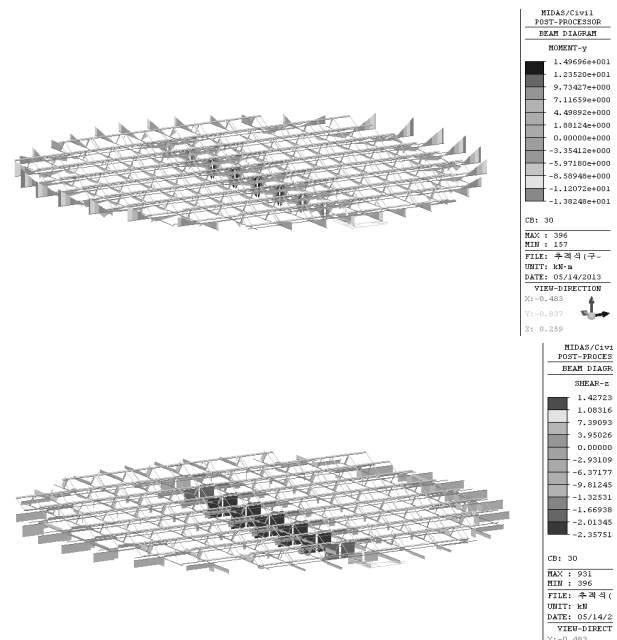 MIDAS/Civil
POST-PROCESSOR
BEAM DIAGRAM
MOMENT-y
1.49696e+001
1.23520e+001
9.73427e+000
7.11659e+000
4.49892e+000
1.88124e+000
0.00000e+000
-3.35412e+000
-5.97180e+000
-8.58948e+000
-1.12072e+001
-1.38248e+001
CB: 30
MAX : 396
MIN : 157
FILE: 추격식(구~
UNIT: kN·m
DATE: 05/14/2013
VIEW-DIRECTION
X:-0.483
Y:-0.837
Z: 0.259
MIDAS/Civi
POST-PROCES
BEAM DIAGR
SHEAR-z
1.42723
1.08316
7.39093
3.95026
0.00000
-2.93109
-6.37177
-9.81245
-1.32531
-1.66938
-2.01345
-2.35751
CB: 30
MAX : 931
MIN : 396
FILE: 추격식(
UNIT: kN
DATE: 05/14/2
VIEW-DIRECT
X:-0.483